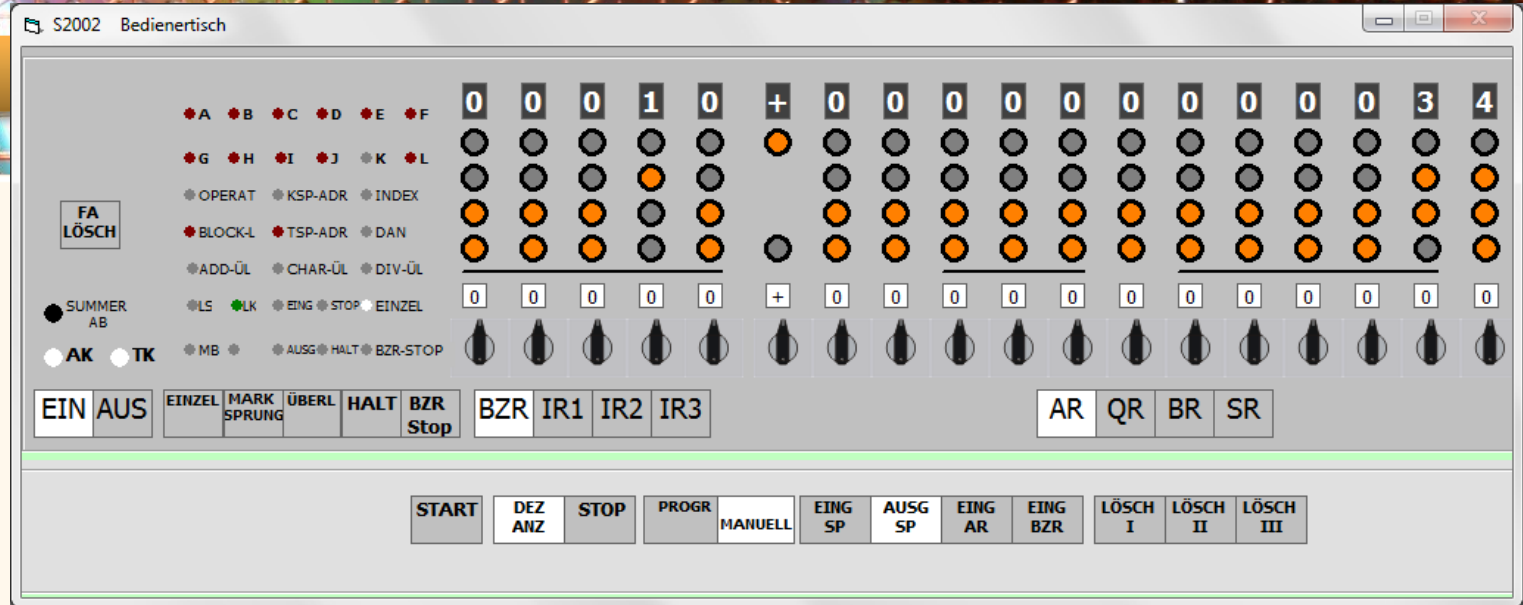 S2002 Bedienertisch
0 0 0 1 0 + 0 0 0 0 0 0 0 0 0 0 3 4
A B C D E F
G H I J K L
OPERAT KSP-ADR INDEX
FA
LÖSCH
BLOCK-L TSP-ADR DAN
ADD-ÜL CHAR-ÜL DIV-ÜL
0 0 0 0 0 + 0 0 0 0 0 0 0 0 0 0 0 0
SUMMER
AB
LS LK EING STOP EINZEL
AK TK
MB AUSG HALT BZR-STOP
EIN AUS
EINZEL
MARK
SPRUNG
ÜBERL
HALT
BZR
Stop
BZR IR1 IR2 IR3
AR QR BR SR
START
DEZ
ANZ
STOP
PROGR
MANUELL
EING
SP
AUSG
SP
EING
AR
EING
BZR
LÖSCH
I
LÖSCH
II
LÖSCH
III